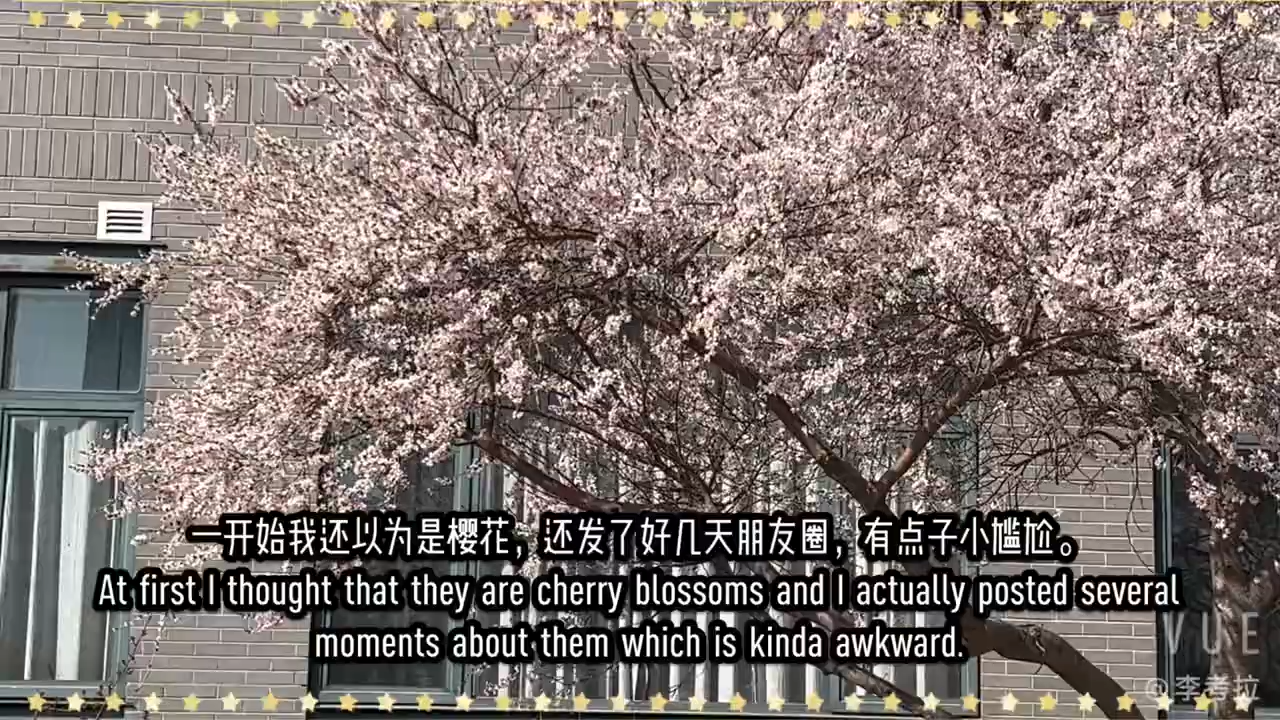 一开始我还以为是樱花，还发了好几天朋友圈，有点子小尴尬。
At first I thought that they are cherry blossoms and I actually posted several
moments about them which is kinda awkward.
VUE
@李考拉